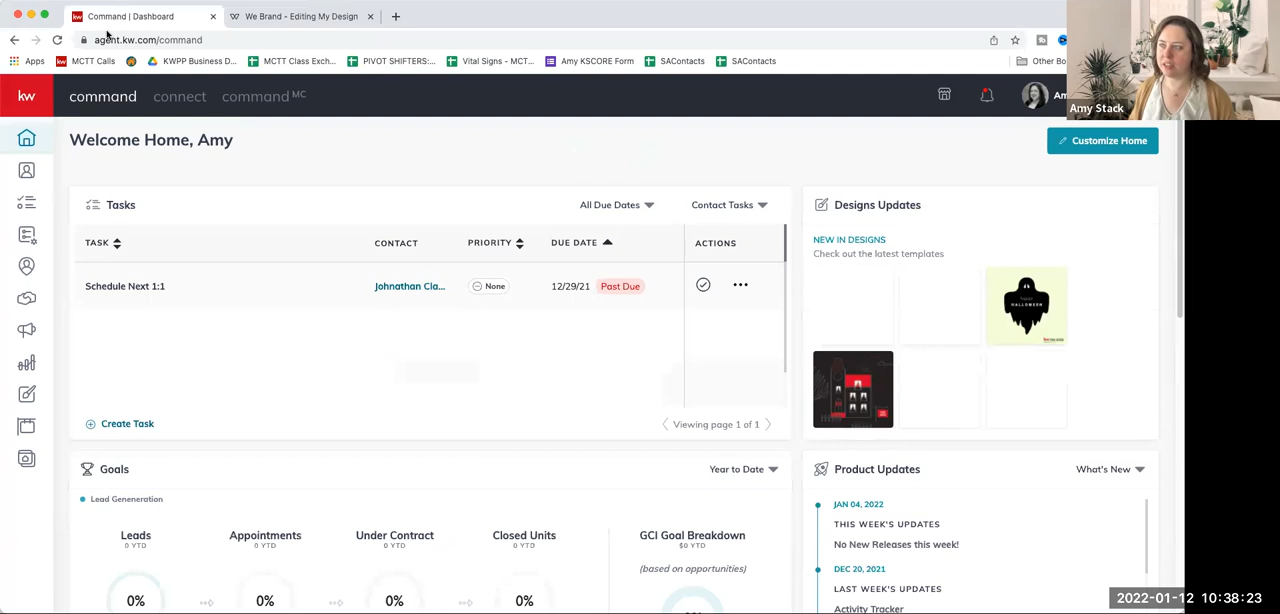 Command | Dashboard
We Brand - Editing My Design
agent.kw.com/command
Apps
MCTT Calls
KWPP Business D...
MCTT Class Exch...
PIVOT SHIFTERS:...
Vital Signs - MCT...
Amy KSCORE Form
SAContacts
SAContacts
Other Bo
Amy Stack
kw
command
connect
command MC
Am
Welcome Home, Amy
Customize Home
Tasks
All Due Dates
Contact Tasks
TASK
CONTACT
PRIORITY
DUE DATE
ACTIONS
Schedule Next 1:1
Johnathan Cla...
None
12/29/21
Past Due
Create Task
Viewing page 1 of 1
Designs Updates
NEW IN DESIGNS
Check out the latest templates
HALLOWEEN
Goals
Year to Date
Lead Geneneration
Leads
0 YTD
Appointments
0 YTD
Under Contract
0 YTD
Closed Units
0 YTD
GCI Goal Breakdown
$0 YTD
(based on opportunities)
0%
0%
0%
0%
Product Updates
What's New
JAN 04, 2022
THIS WEEK'S UPDATES
No New Releases this week!
DEC 20, 2021
LAST WEEK'S UPDATES
Activity Tracker
2022-01-12 10:38:23